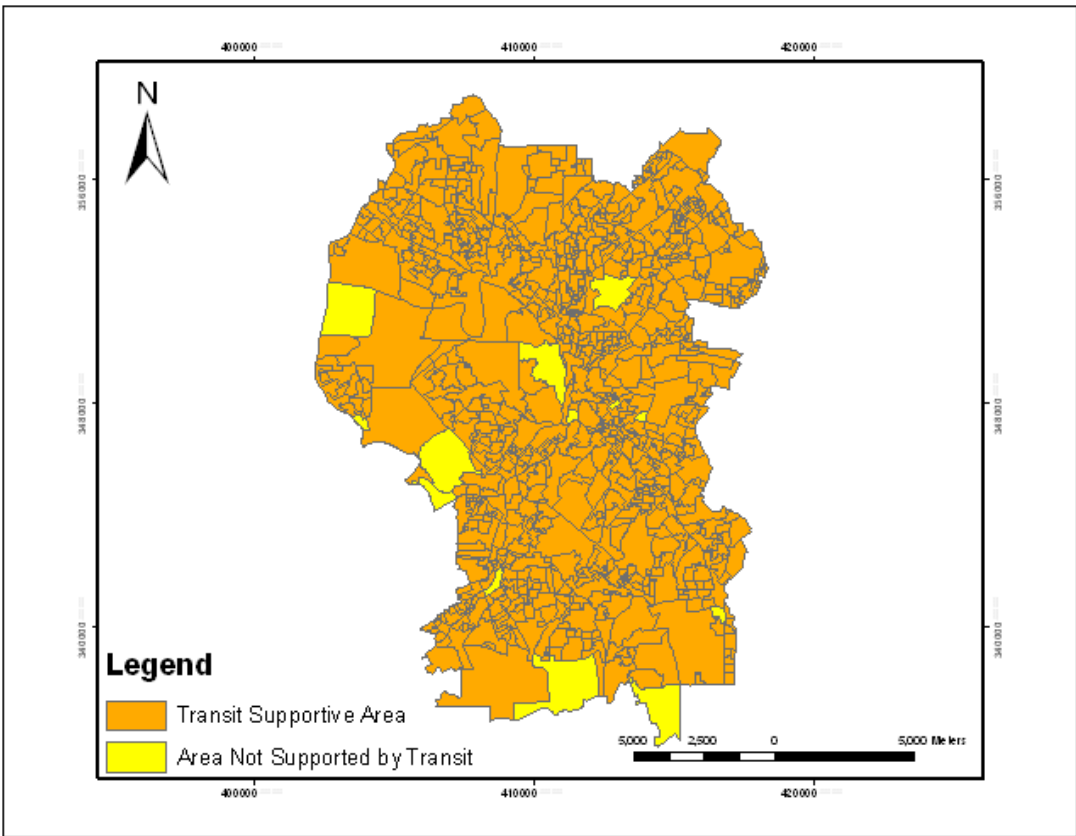 400000 410000 420000
N
356000 356000
348000 348000
340000 340000
Legend
Transit Supportive Area
Area Not Supported by Transit
5,000 2,500 0 5,000 Meters
400000 410000 420000